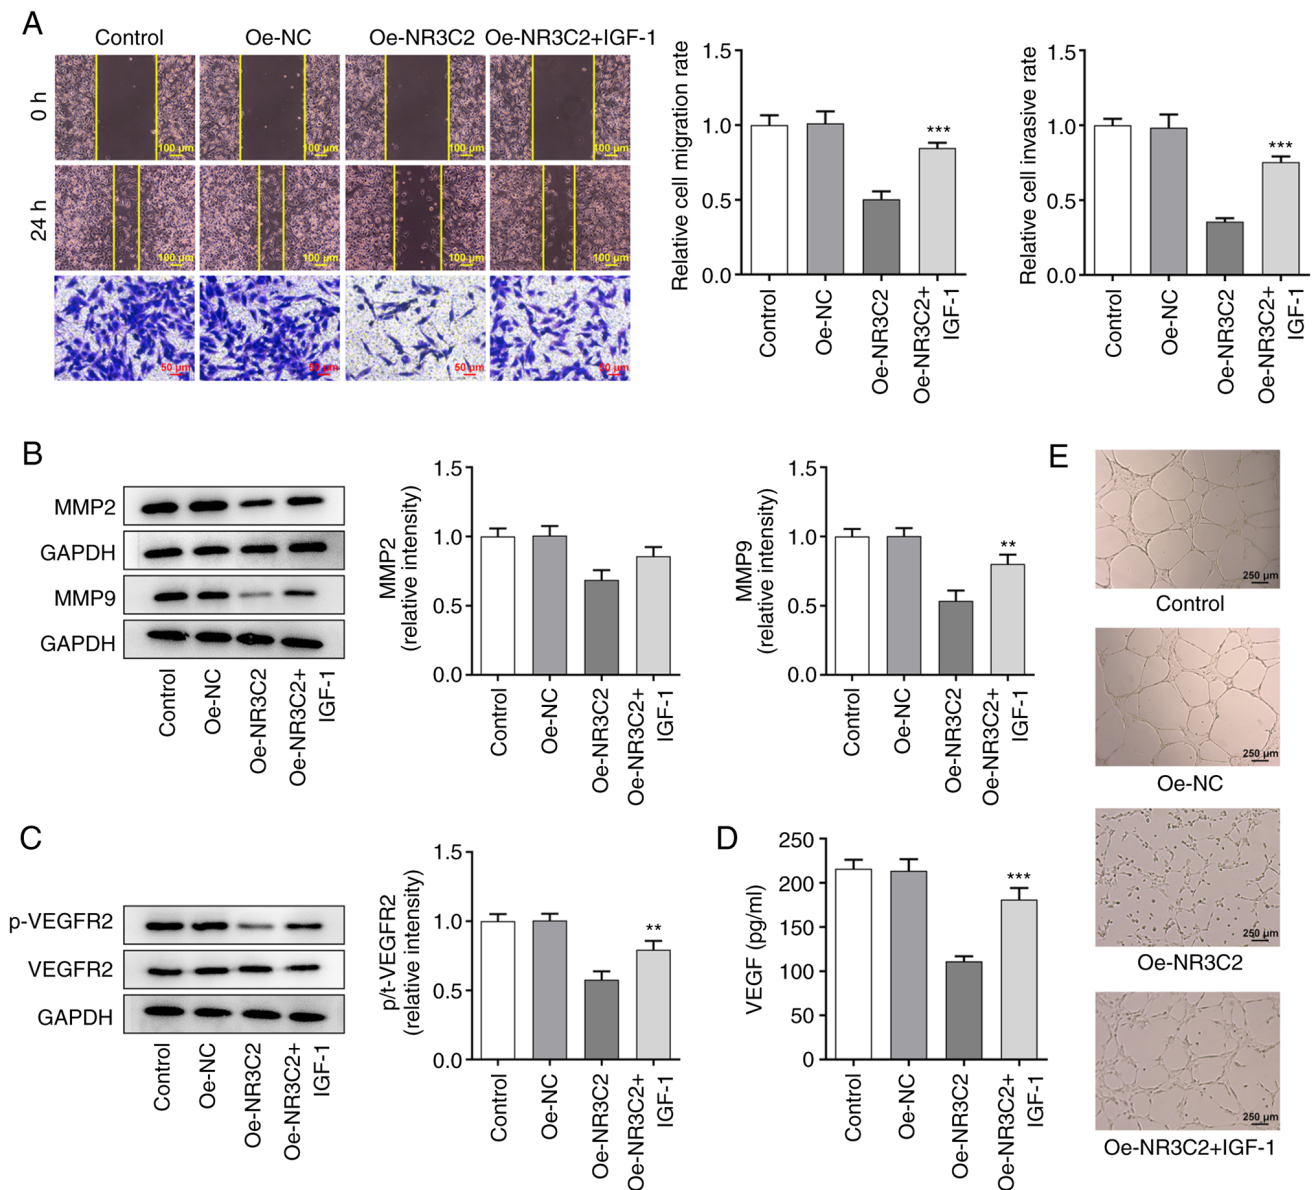 A
Control Oe-NC Oe-NR3C2 Oe-NR3C2+IGF-1
0 h
100 µm 100 µm 100 µm 100 µm
24 h
100 µm 100 µm 100 µm 100 µm
50 µm 50 µm 50 µm 50 µm
Relative cell migration rate
1.5
1.0
0.5
0.0
***
Control
Oe-NC
Oe-NR3C2
Oe-NR3C2+
IGF-1
Relative cell invasive rate
1.5
1.0
0.5
0.0
***
Control
Oe-NC
Oe-NR3C2
Oe-NR3C2+
IGF-1
B
MMP2
GAPDH
MMP9
GAPDH
Control
Oe-NC
Oe-NR3C2
Oe-NR3C2+
IGF-1
MMP2
(relative intensity)
1.5
1.0
0.5
0.0
Control
Oe-NC
Oe-NR3C2
Oe-NR3C2+
IGF-1
MMP9
(relative intensity)
1.5
1.0
0.5
0.0
**
Control
Oe-NC
Oe-NR3C2
Oe-NR3C2+
IGF-1
C
p-VEGFR2
VEGFR2
GAPDH
Control
Oe-NC
Oe-NR3C2
Oe-NR3C2+
IGF-1
p/t-VEGFR2
(relative intensity)
1.5
1.0
0.5
0.0
**
Control
Oe-NC
Oe-NR3C2
Oe-NR3C2+
IGF-1
D
VEGF (pg/ml)
250
200
150
100
50
0
***
Control
Oe-NC
Oe-NR3C2
Oe-NR3C2+
IGF-1
E
250 µm
Control
250 µm
Oe-NC
250 µm
Oe-NR3C2
250 µm
Oe-NR3C2+IGF-1